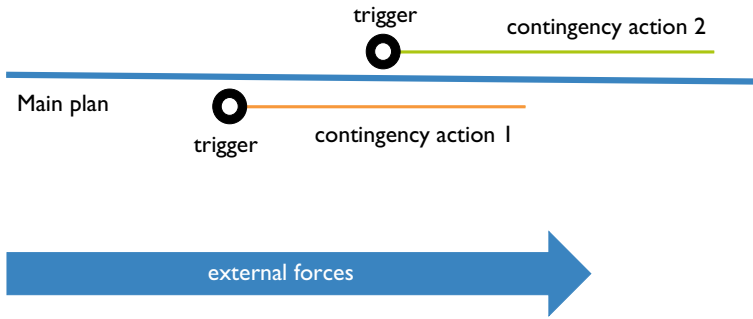 trigger
contingency action 2
Main plan
trigger
contingency action 1
external forces